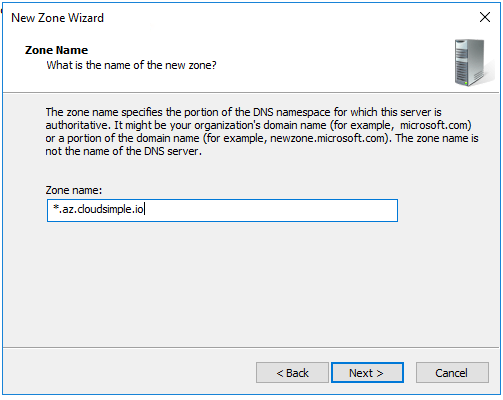 New Zone Wizard
Zone Name
What is the name of the new zone?
The zone name specifies the portion of the DNS namespace for which this server is
authoritative. It might be your organization's domain name (for example, microsoft.com)
or a portion of the domain name (for example, newzone.microsoft.com). The zone name is
not the name of the DNS server.
Zone name:
*.az.cloudsimple.io
< Back
Next >
Cancel